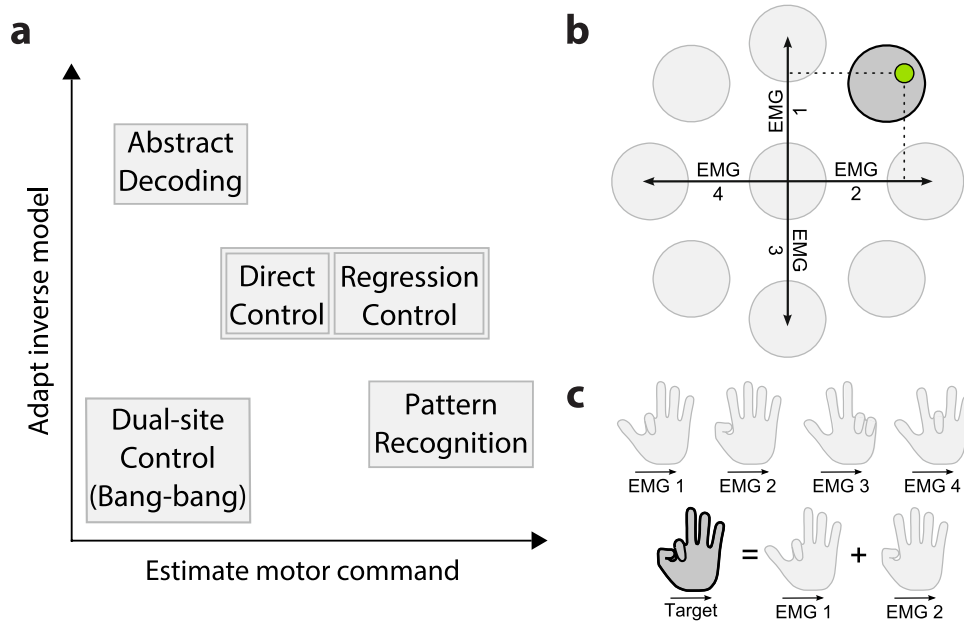 a
Adapt inverse model
Abstract
Decoding
Direct
Control
Regression
Control
Dual-site
Control
(Bang-bang)
Pattern
Recognition
Estimate motor command
b
EMG
1
EMG
4
EMG
2
EMG
3
c
EMG 1
EMG 2
EMG 3
EMG 4
=
+
Target
EMG 1
EMG 2